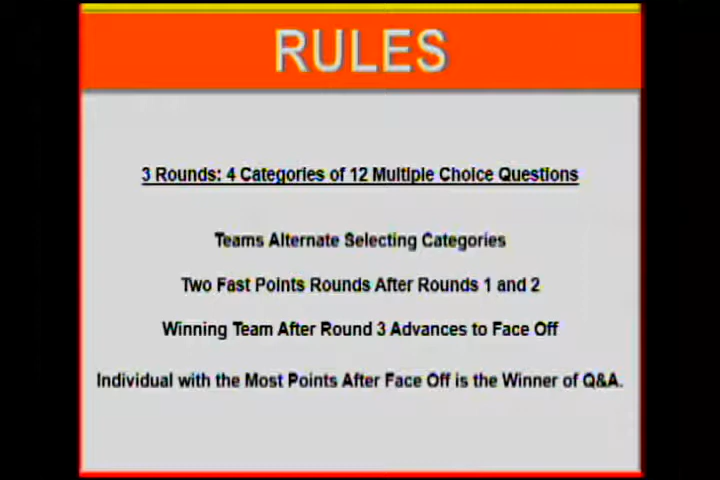 RULES
3 Rounds: 4 Categories of 12 Multiple Choice Questions
Teams Alternate Selecting Categories
Two Fast Points Rounds After Rounds 1 and 2
Winning Team After Round 3 Advances to Face Off
Individual with the Most Points After Face Off is the Winner of Q&A.